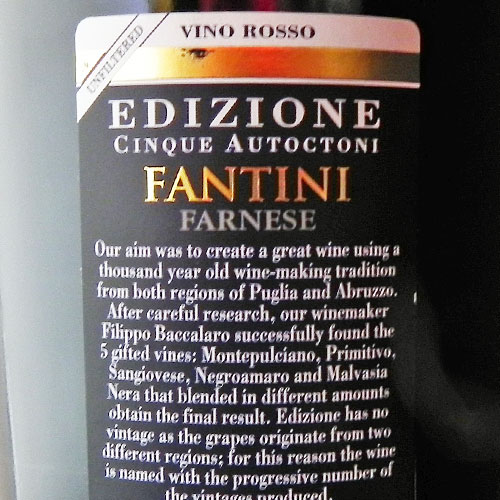 VINO ROSSO
UNFILTERED
EDIZIONE
CINQUE AUTOCTONI
FANTINI
FARNESE
Our aim was to create a great wine using a
thousand year old wine-making tradition
from both regions of Puglia and Abruzzo.
After careful research, our winemaker
Filippo Baccalaro successfully found the
5 gifted vines: Montepulciano, Primitivo,
Sangiovese, Negroamaro and Malvasia
Nera that blended in different amounts
obtain the final result. Edizione has no
vintage as the grapes originate from two
different regions; for this reason the wine
is named with the progressive number of
the vintages produced.